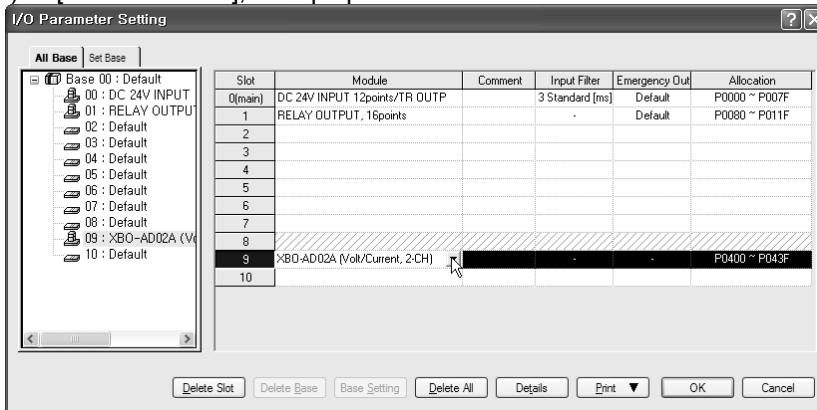 I/O Parameter Setting
All Base Set Base
Base 00 : Default
00 : DC 24V INPUT
01 : RELAY OUTPUT
02 : Default
03 : Default
04 : Default
05 : Default
06 : Default
07 : Default
08 : Default
09 : XBO-AD02A
10 : Default
Slot Module Comment Input Filter Emergency Out Allocation
0(main) DC 24V INPUT 12points/TR OUTP 3 Standard [ms] Default P0000 ~ P007F
1 RELAY OUTPUT, 16points - Default P0080 ~ P011F
2
3
4
5
6
7
8
9 XBO-AD02A (Volt/Current, 2-CH) - - P0400 ~ P043F
10
Delete Slot Delete Base Base Setting Delete All Details Print ▼ OK Cancel